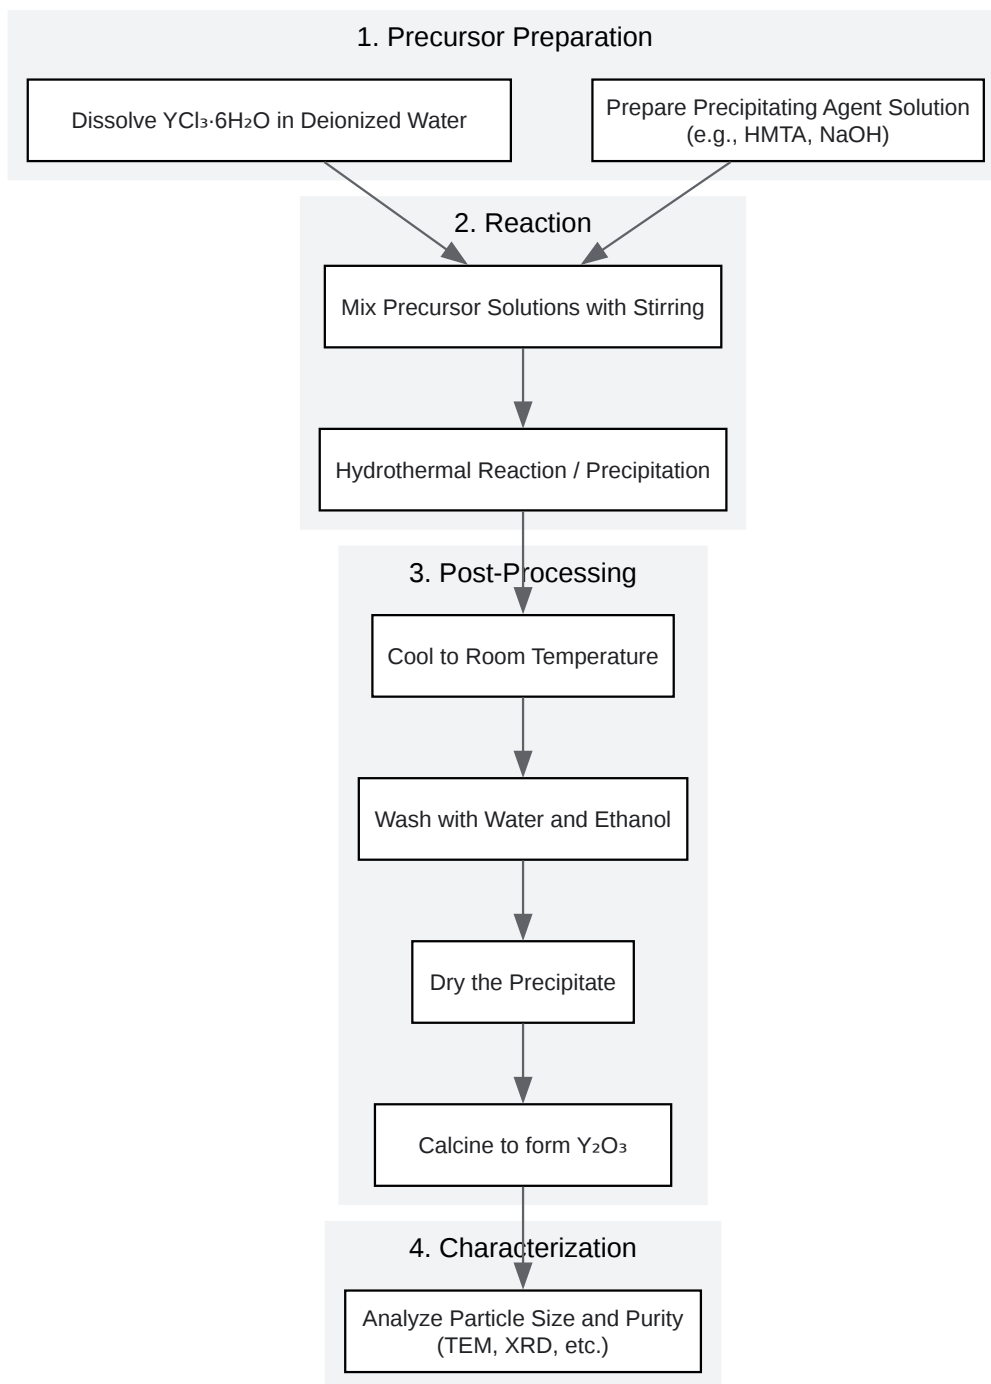 1. Precursor Preparation
Dissolve YCl₃·6H₂O in Deionized Water
Prepare Precipitating Agent Solution
(e.g., HMTA, NaOH)
2. Reaction
Mix Precursor Solutions with Stirring
Hydrothermal Reaction / Precipitation
3. Post-Processing
Cool to Room Temperature
Wash with Water and Ethanol
Dry the Precipitate
Calcine to form Y₂O₃
4. Characterization
Analyze Particle Size and Purity
(TEM, XRD, etc.)